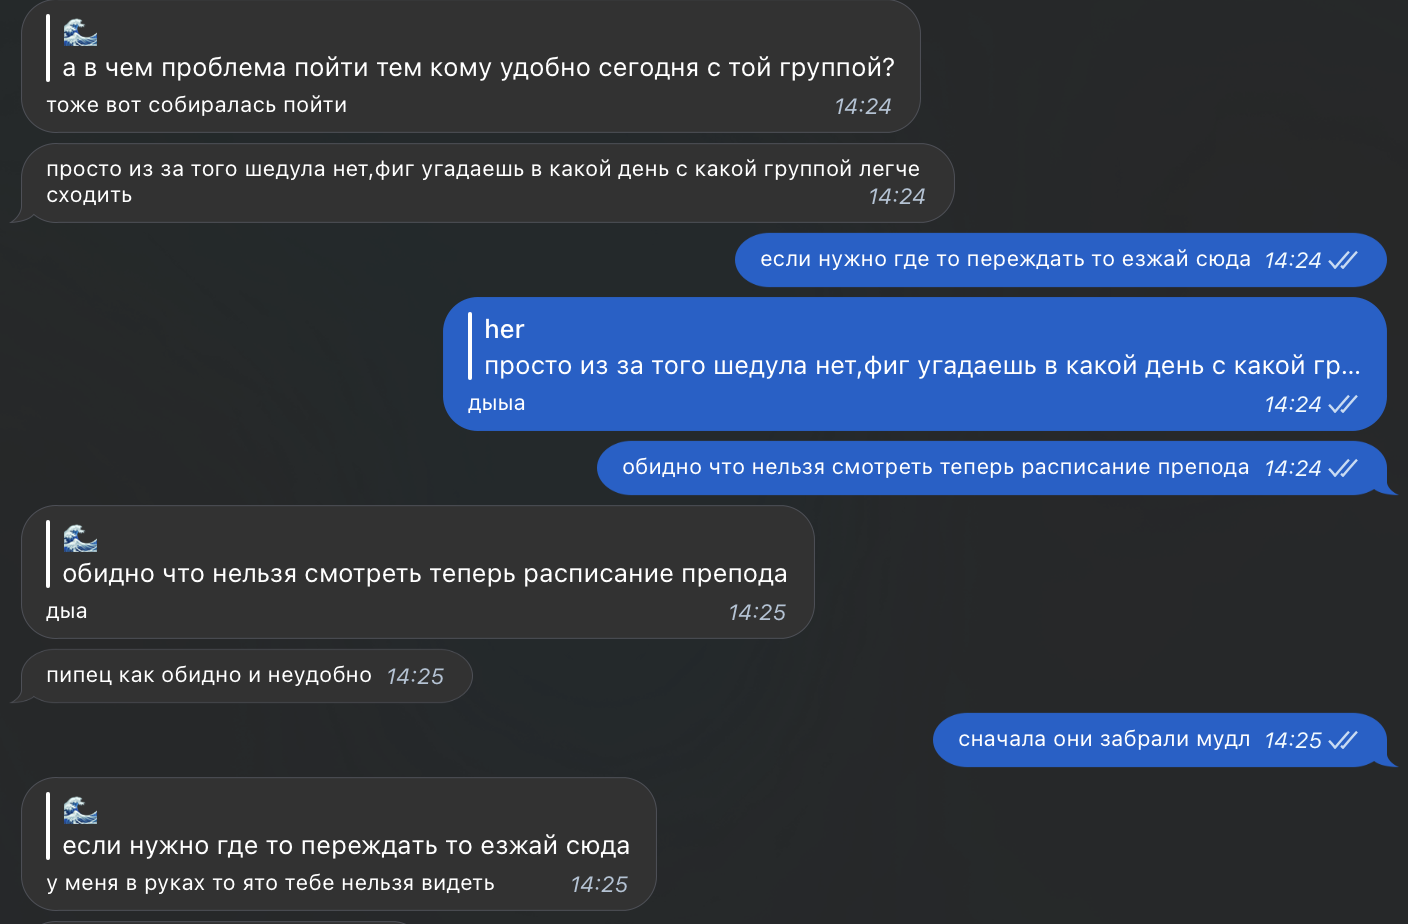 🌊
а в чем проблема пойти тем кому удобно сегодня с той группой?
тоже вот собиралась пойти 14:24
просто из за того шедула нет,фиг угадаешь в какой день с какой группой легче
сходить 14:24
если нужно где то переждать то езжай сюда 14:24
her
просто из за того шедула нет,фиг угадаешь в какой день с какой гр...
дыыа 14:24
обидно что нельзя смотреть теперь расписание препода 14:24
🌊
обидно что нельзя смотреть теперь расписание препода
дыа 14:25
пипец как обидно и неудобно 14:25
сначала они забрали мудл 14:25
🌊
если нужно где то переждать то езжай сюда
у меня в руках то ято тебе нельзя видеть 14:25